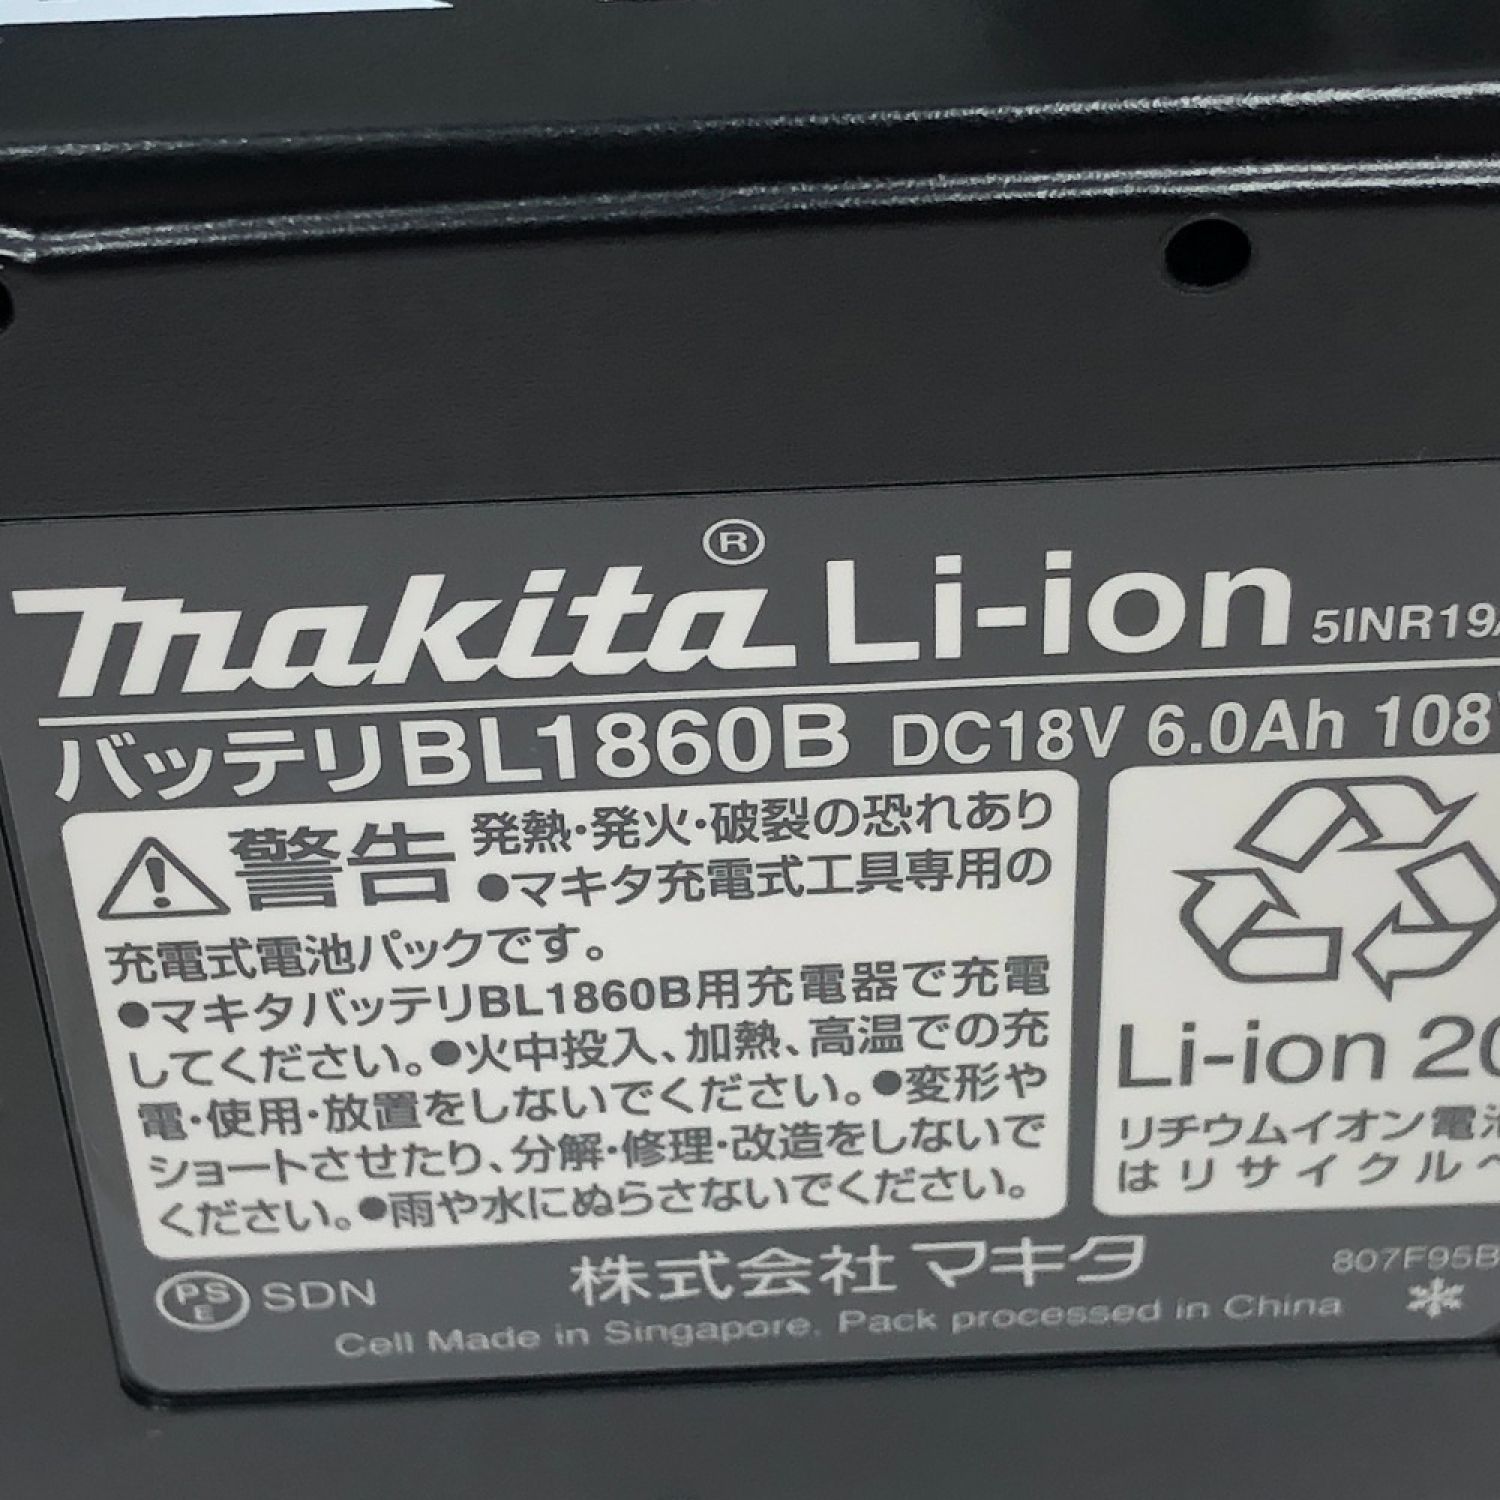 makita® Li-ion 5INR19
バッテリBL1860B DC18V 6.0Ah 108
警告 発熱・発火・破裂の恐れあり
●マキタ充電式工具専用の
充電式電池パックです。
●マキタバッテリBL1860B用充電器で充電
してください。●火中投入、加熱、高温での充
電・使用・放置をしないでください。●変形や
ショートさせたり、分解・修理・改造をしないで
ください。●雨や水にぬらさないでください。
Li-ion 20
リチウムイオン電池
はリサイクルへ
PSE SDN
株式会社マキタ
807F95B
Cell Made in Singapore. Pack processed in China